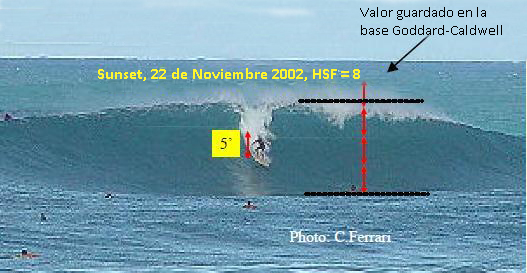 Valor guardado en la
base Goddard-Caldwell
Sunset, 22 de Noviembre 2002, HSF = 8
5'
Photo: C.Ferrari